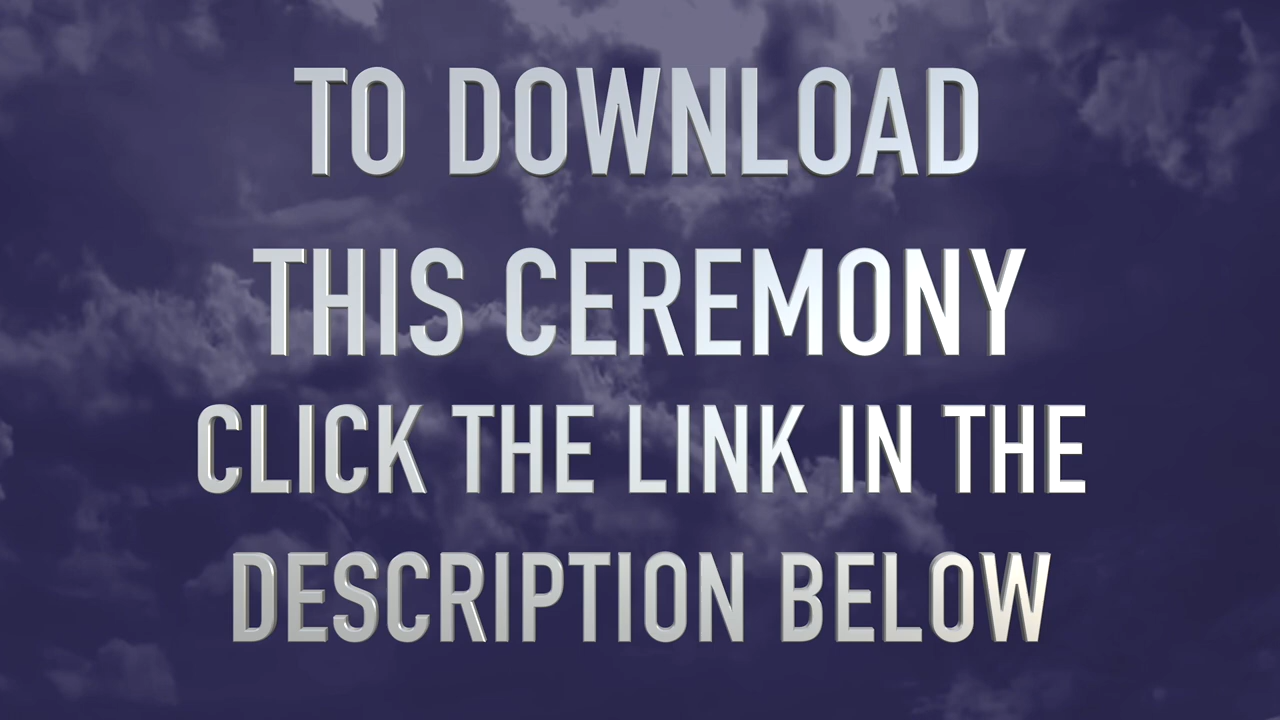 TO DOWNLOAD
THIS CEREMONY
CLICK THE LINK IN THE
DESCRIPTION BELOW